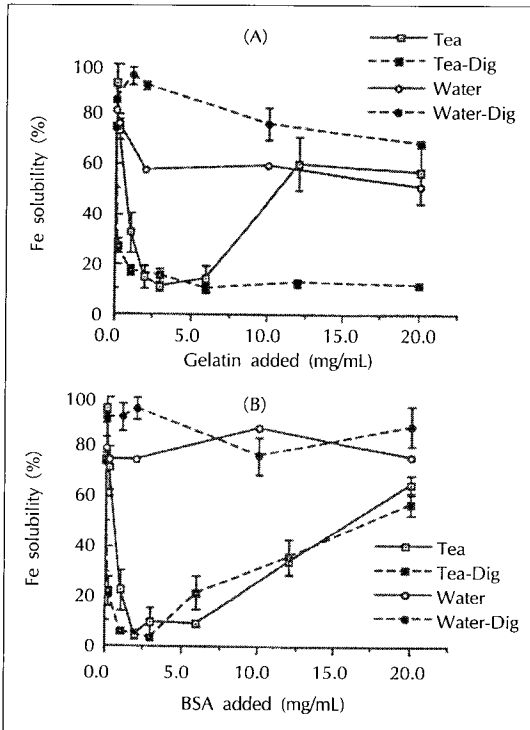 (A)
Tea
Tea-Dig
Water
Water-Dig
Fe solubility (%)
100
80
60
40
20
0
0.0 5.0 10.0 15.0 20.0
Gelatin added (mg/mL)
(B)
Fe solubility (%)
100
80
60
40
20
0
Tea
Tea-Dig
Water
Water-Dig
0.0 5.0 10.0 15.0 20.0
BSA added (mg/mL)